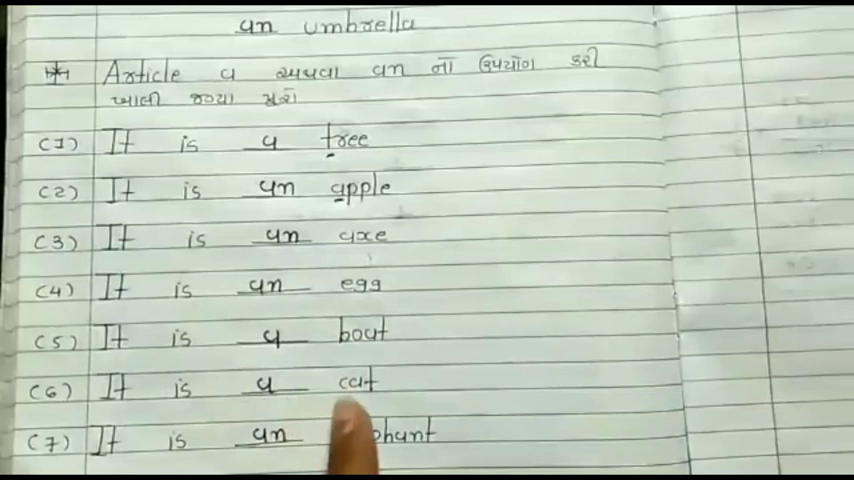 an umbrella
* Article a અથવા an નો ઉપયોગ કરી
ખાલી જગ્યા ભરો
(1) It is a tree
(2) It is an apple
(3) It is an axe
(4) It is an egg
(5) It is a boat
(6) It is a cat
(7) It is an phant